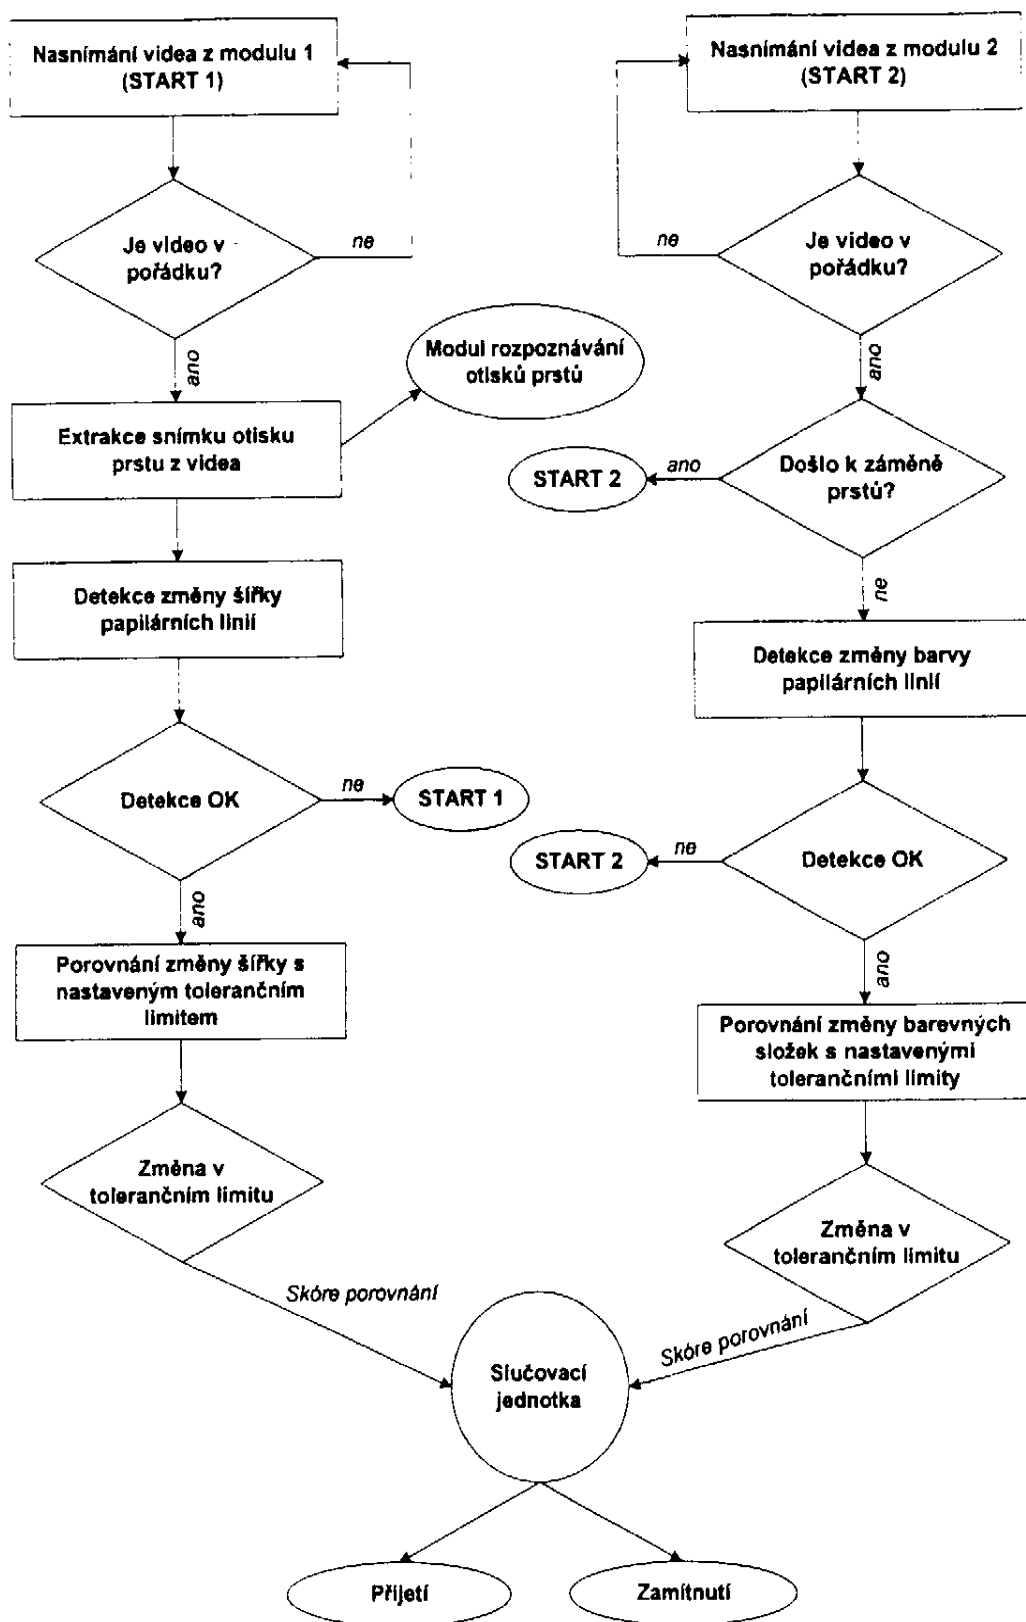 Nasnímání videa z modulu 1
(START 1)
Je video v
pořádku?
ne
ano
Extrakce snímku otisku
prstu z videa
Modul rozpoznávání
otisků prstů
Detekce změny šířky
papilárních linií
Detekce OK
ne
START 1
ano
Porovnání změny šířky s
nastaveným tolerančním
limitem
Změna v
tolerančním limitu
Skóre porovnání
Nasnímání videa z modulu 2
(START 2)
Je video v
pořádku?
ne
ano
Došlo k záměně
prstů?
ano
START 2
ne
Detekce změny barvy
papilárních linií
Detekce OK
ne
START 2
ano
Porovnání změny barevných
složek s nastavenými
tolerančními limity
Změna v
tolerančním limitu
Skóre porovnání
Slučovací
jednotka
Přijetí
Zamítnutí